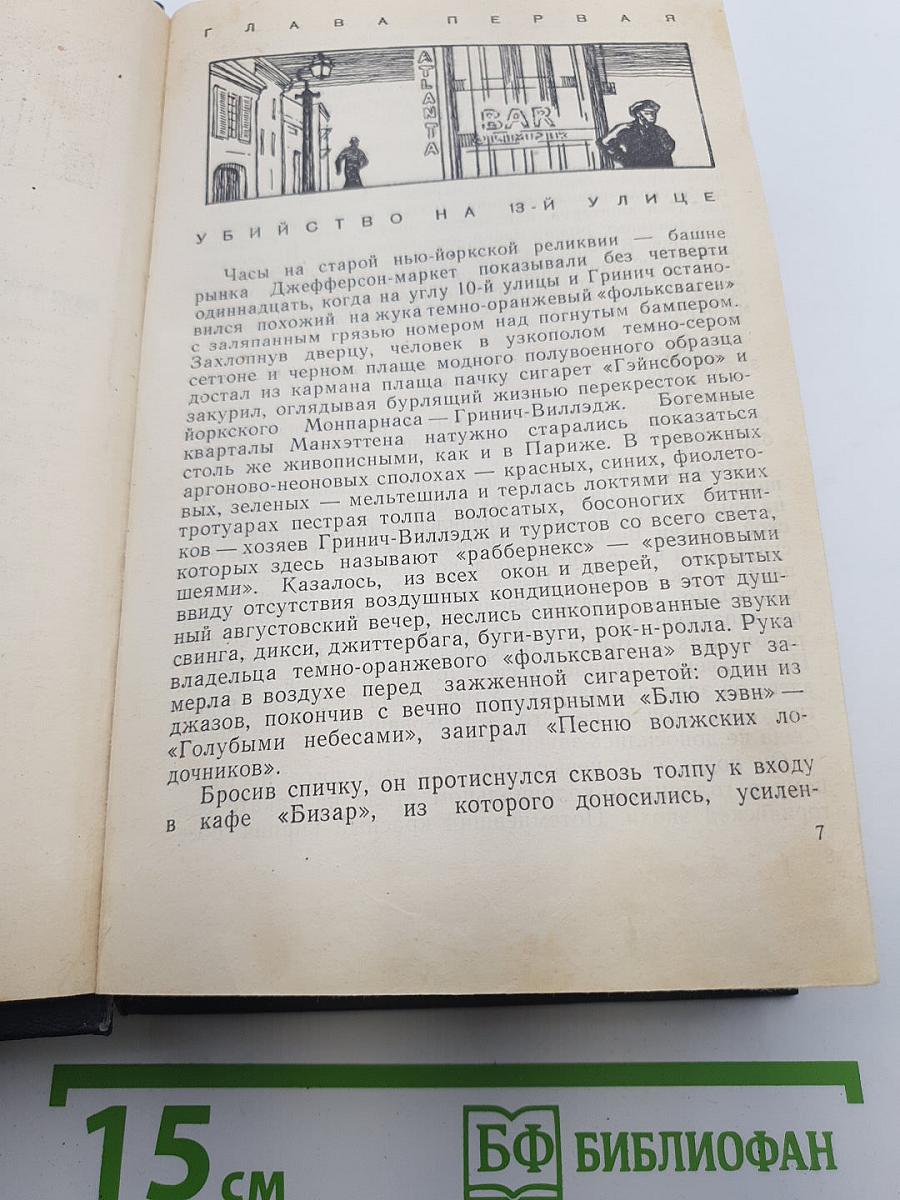 ГЛАВА ПЕРВАЯ
ATLANTA
BAR
УБИЙСТВО НА 13-Й УЛИЦЕ
Часы на старой нью-йоркской реликвии — башне
рынка Джефферсон-маркет показывали без четверти
одиннадцать, когда на углу 10-й улицы и Гринич остано-
вился похожий на жука темно-оранжевый «фольксваген»
с заляпанным грязью номером над погнутым бампером.
Захлопнув дверцу, человек в узкополом темно-сером
сеттоне и черном плаще модного полувоенного образца
достал из кармана плаща пачку сигарет «Гэйнсборо» и
закурил, оглядывая бурлящий жизнью перекресток нью-
йоркского Монпарнаса — Гринич-Виллэдж. Богемные
кварталы Манхэттена натужно старались показаться
столь же живописными, как и в Париже. В тревожных
аргоново-неоновых сполохах — красных, синих, фиолето-
вых, зеленых — мельтешила и терлась локтями на узких
тротуарах пестрая толпа волосатых, босоногих битни-
ков — хозяев Гринич-Виллэдж и туристов со всего света,
которых здесь называют «раббернекс» — «резиновыми
шеями». Казалось, из всех окон и дверей, открытых
ввиду отсутствия воздушных кондиционеров в этот душ-
ный августовский вечер, неслись синкопированные звуки
свинга, дикси, джиттербага, буги-вуги, рок-н-ролла. Рука
владельца темно-оранжевого «фольксвагена» вдруг за-
мерла в воздухе перед зажженной сигаретой: один из
джазов, покончив с вечно популярными «Блю хэвн» —
«Голубыми небесами», заиграл «Песню волжских ло-
дочников».
Бросив спичку, он протиснулся сквозь толпу к входу
в кафе «Бизар», из которого доносились, усилен-
7
15 см
БФ БИБЛИОФАН